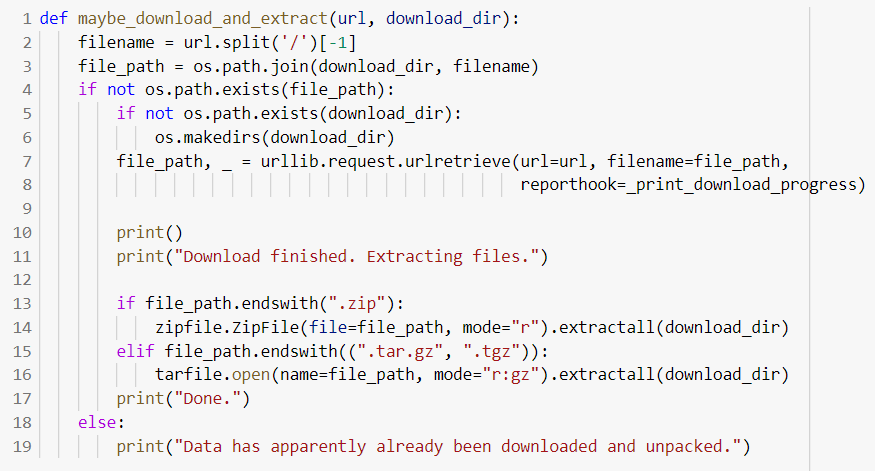 1 def maybe_download_and_extract(url, download_dir):
2     filename = url.split('/')[-1]
3     file_path = os.path.join(download_dir, filename)
4     if not os.path.exists(file_path):
5         if not os.path.exists(download_dir):
6             os.makedirs(download_dir)
7         file_path, _ = urllib.request.urlretrieve(url=url, filename=file_path,
8                                                   reporthook=_print_download_progress)
9
10         print()
11         print("Download finished. Extracting files.")
12
13         if file_path.endswith(".zip"):
14             zipfile.ZipFile(file=file_path, mode="r").extractall(download_dir)
15         elif file_path.endswith((".tar.gz", ".tgz")):
16             tarfile.open(name=file_path, mode="r:gz").extractall(download_dir)
17         print("Done.")
18     else:
19         print("Data has apparently already been downloaded and unpacked.")